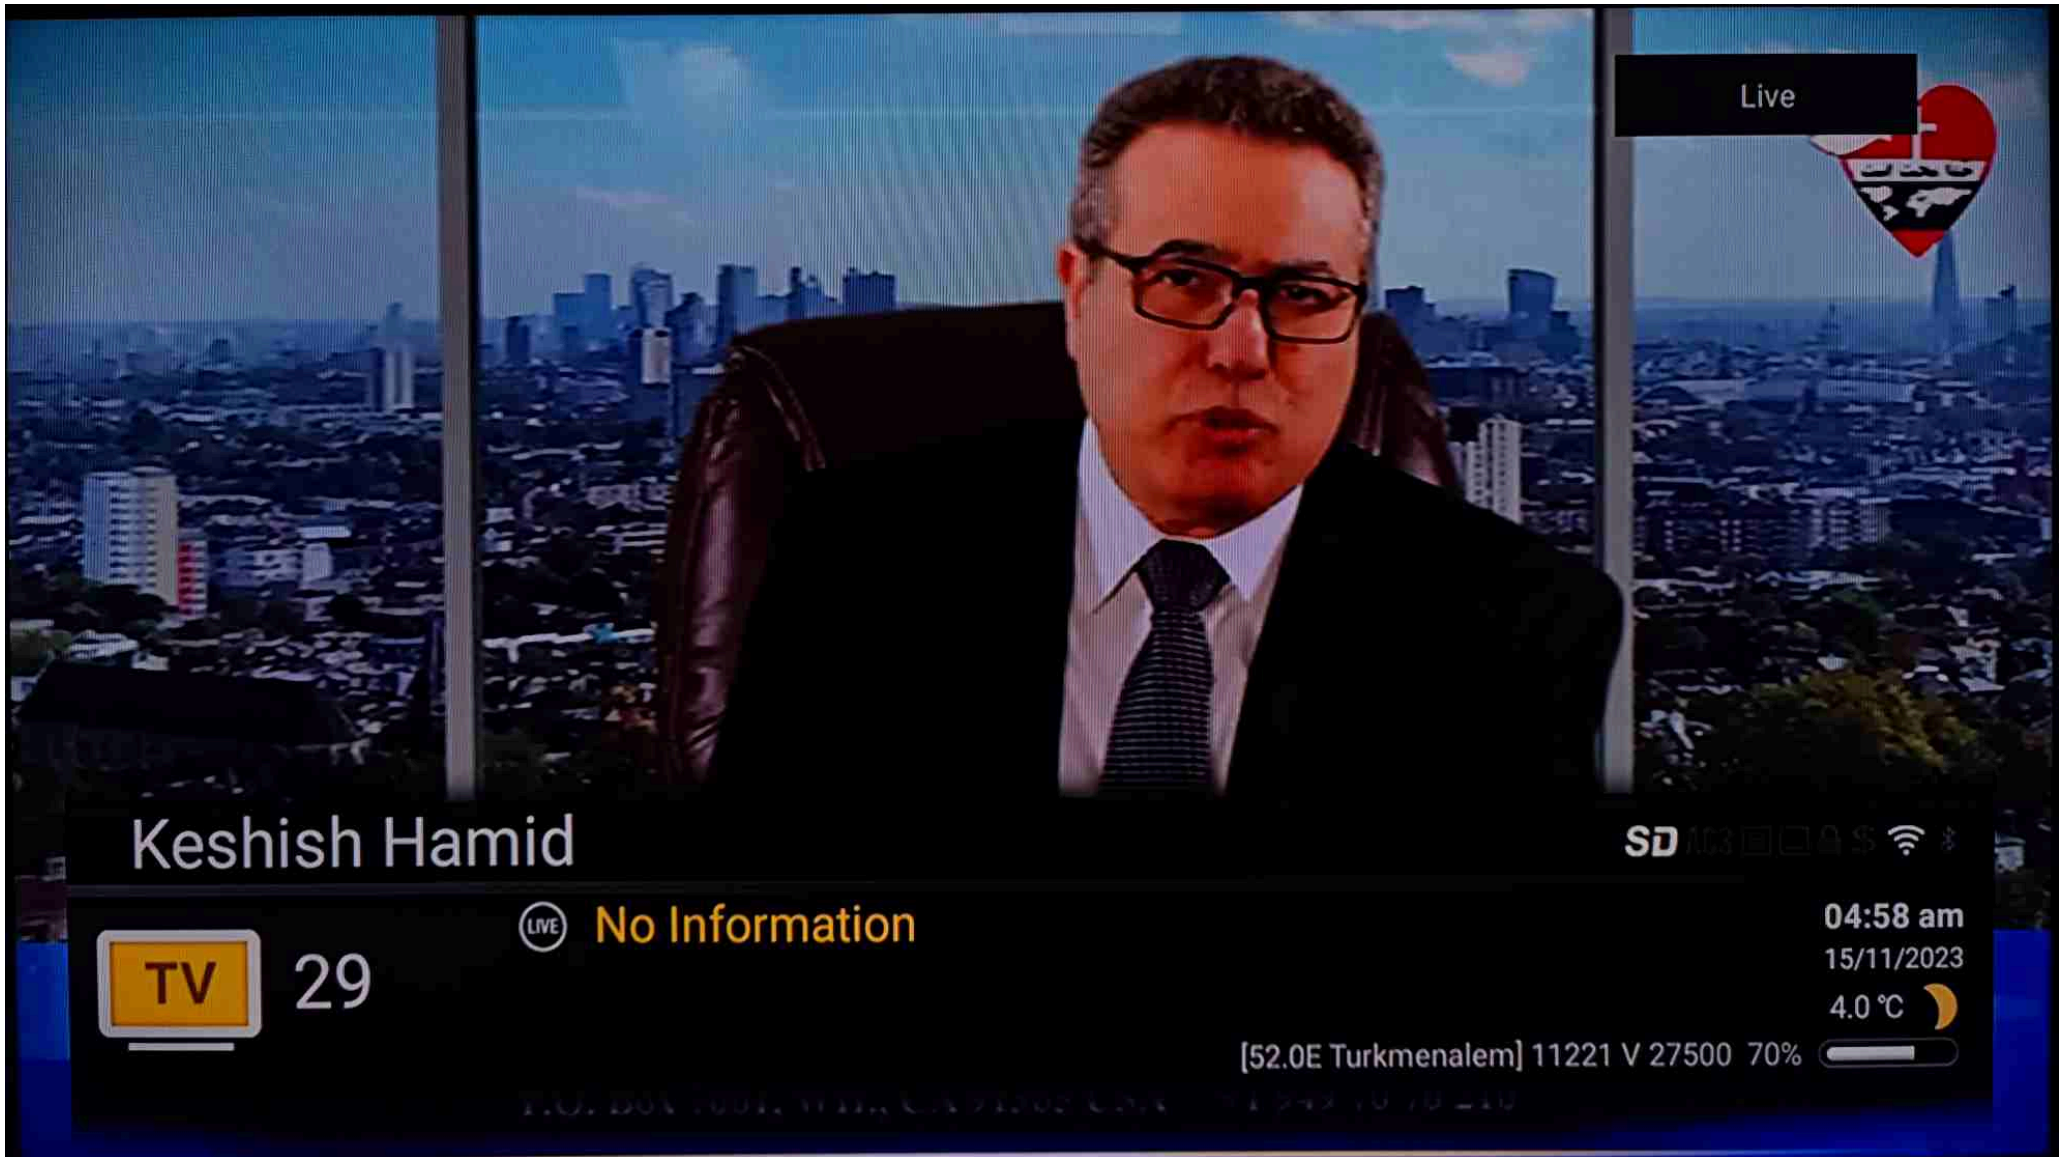 Live
Keshish Hamid
SD
LIVE No Information
TV 29
04:58 am
15/11/2023
4.0 °C
[52.0E Turkmenalem] 11221 V 27500 70%